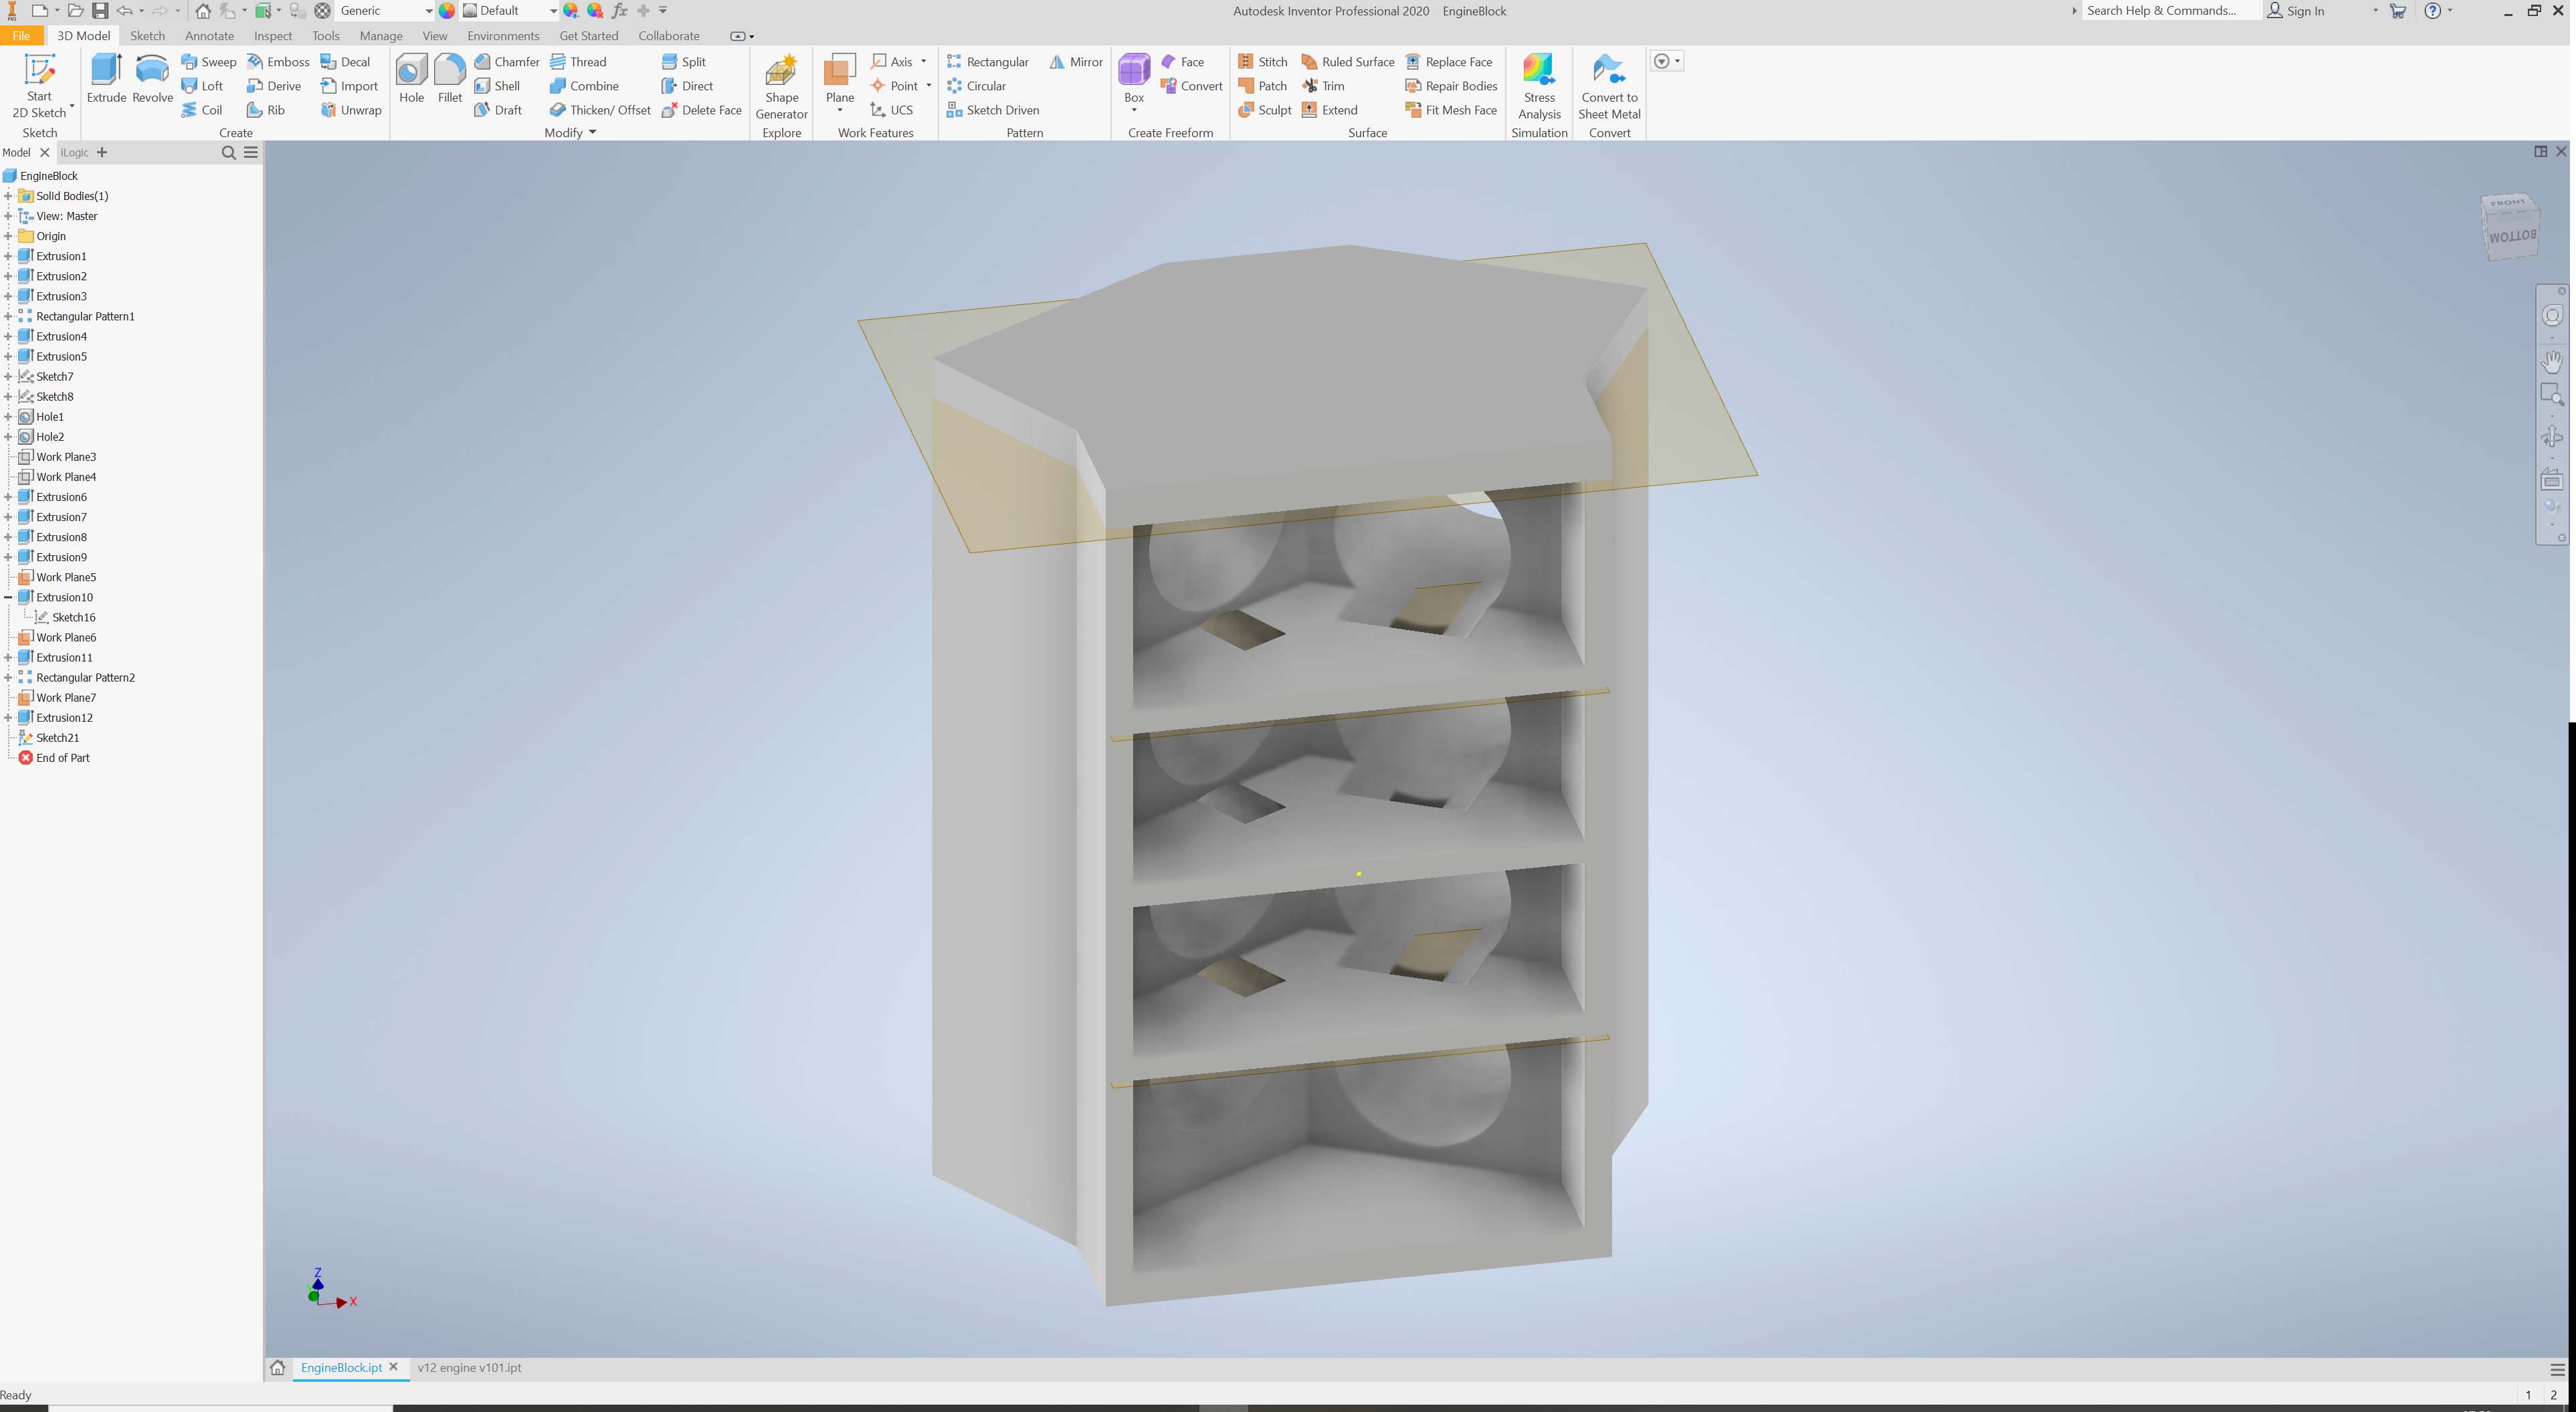 PRO Generic Default fx Autodesk Inventor Professional 2020 EngineBlock Search Help & Commands... Sign In
File 3D Model Sketch Annotate Inspect Tools Manage View Environments Get Started Collaborate
Start 2D Sketch
Sketch
Extrude Revolve
Sweep Emboss Decal
Loft Derive Import
Coil Rib Unwrap
Create
Hole Fillet
Chamfer Thread Split
Shell Combine Direct
Draft Thicken/ Offset Delete Face
Modify
Shape Generator
Explore
Plane
Axis
Point
UCS
Work Features
Rectangular Mirror
Circular
Sketch Driven
Pattern
Box
Face
Convert
Create Freeform
Stitch Ruled Surface Replace Face
Patch Trim Repair Bodies
Sculpt Extend Fit Mesh Face
Surface
Stress Analysis
Simulation
Convert to Sheet Metal
Convert
Model iLogic
EngineBlock
Solid Bodies(1)
View: Master
Origin
Extrusion1
Extrusion2
Extrusion3
Rectangular Pattern1
Extrusion4
Extrusion5
Sketch7
Sketch8
Hole1
Hole2
Work Plane3
Work Plane4
Extrusion6
Extrusion7
Extrusion8
Extrusion9
Work Plane5
Extrusion10
Sketch16
Work Plane6
Extrusion11
Rectangular Pattern2
Work Plane7
Extrusion12
Sketch21
End of Part
FRONT
BOTTOM
Z
X
EngineBlock.ipt v12 engine v101.ipt
Ready 1 2